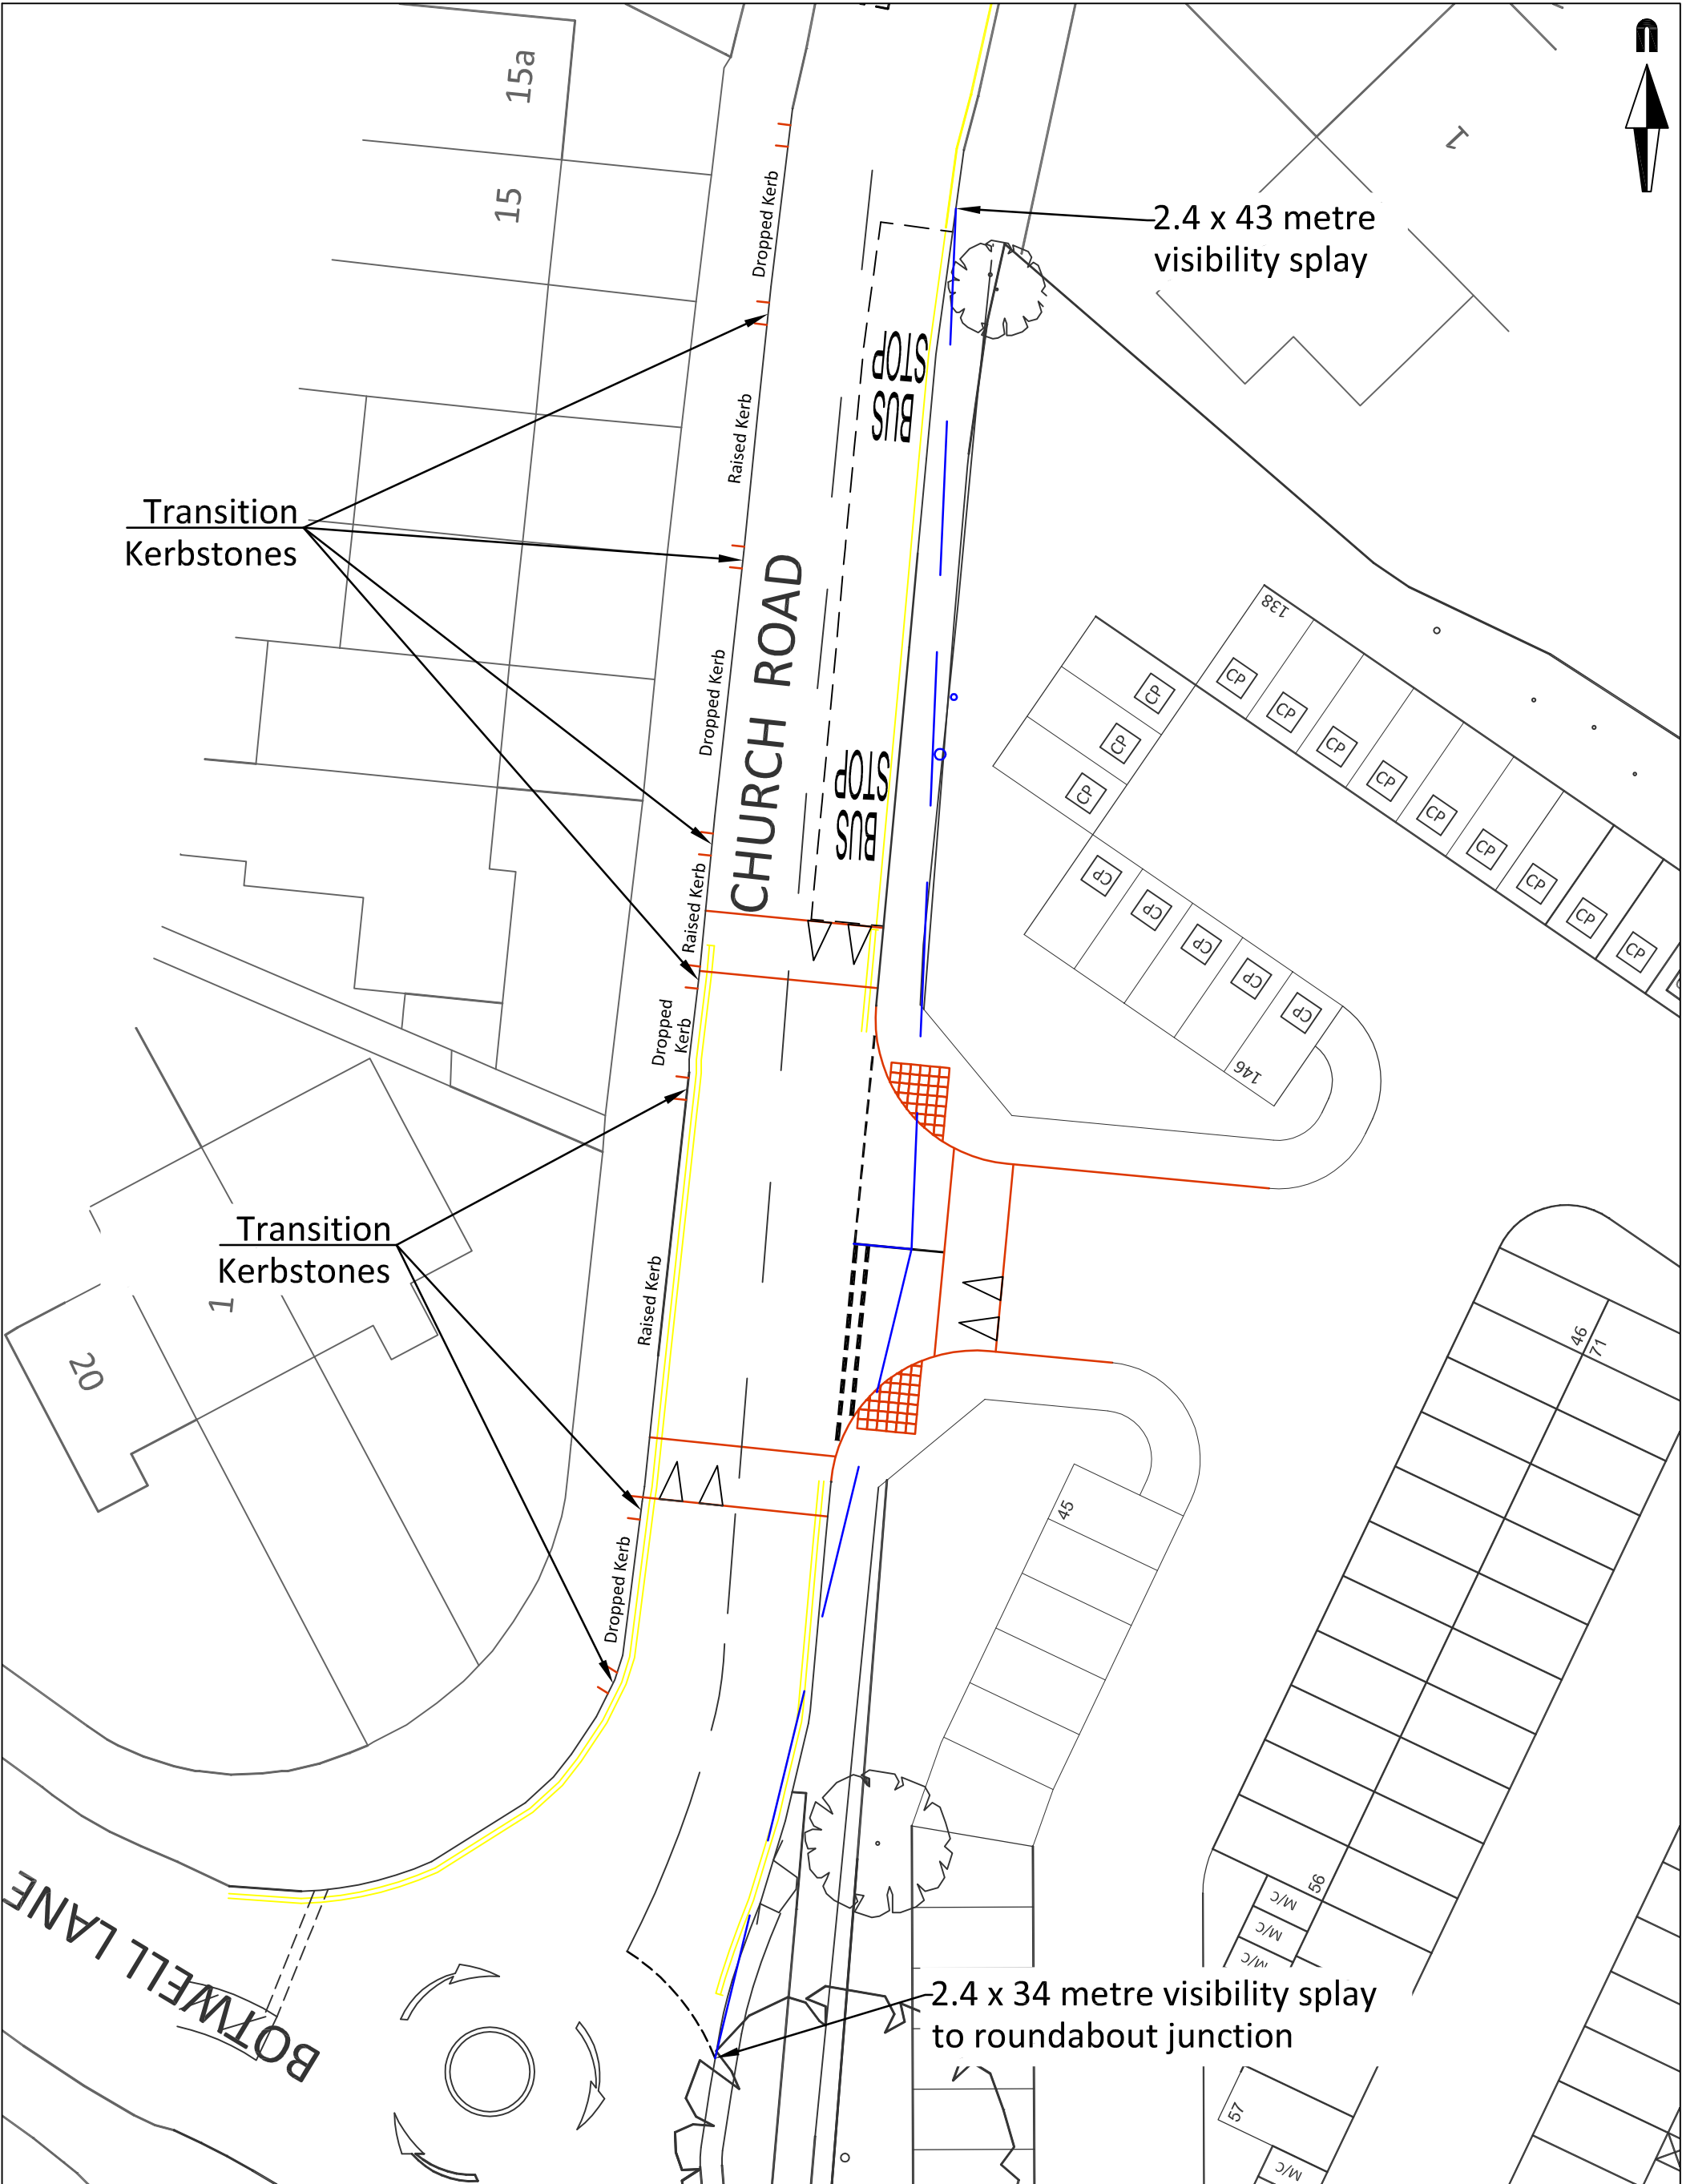 n
15a
1
15
Dropped Kerb
2.4 x 43 metre
visibility splay
BUS
STOP
Raised Kerb
Transition
Kerbstones
CHURCH ROAD
Dropped Kerb
138
CP
CP
CP
CP
CP
CP
CP
CP
CP
CP
CP
CP
BUS
STOP
Raised Kerb
CP
CP
CP
CP
CP
146
Dropped
Kerb
Transition
Kerbstones
1
20
Raised Kerb
46
71
45
Dropped Kerb
BOTWELL LANE
56
M/C
M/C
M/C
2.4 x 34 metre visibility splay
to roundabout junction
57
M/C